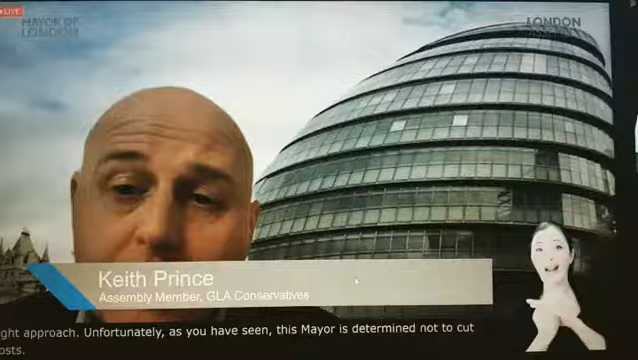 LIVE
MAYOR OF
LONDON
LONDON
ASSEMBLY
Keith Prince
Assembly Member, GLA Conservatives
ght approach. Unfortunately, as you have seen, this Mayor is determined not to cut
osts.